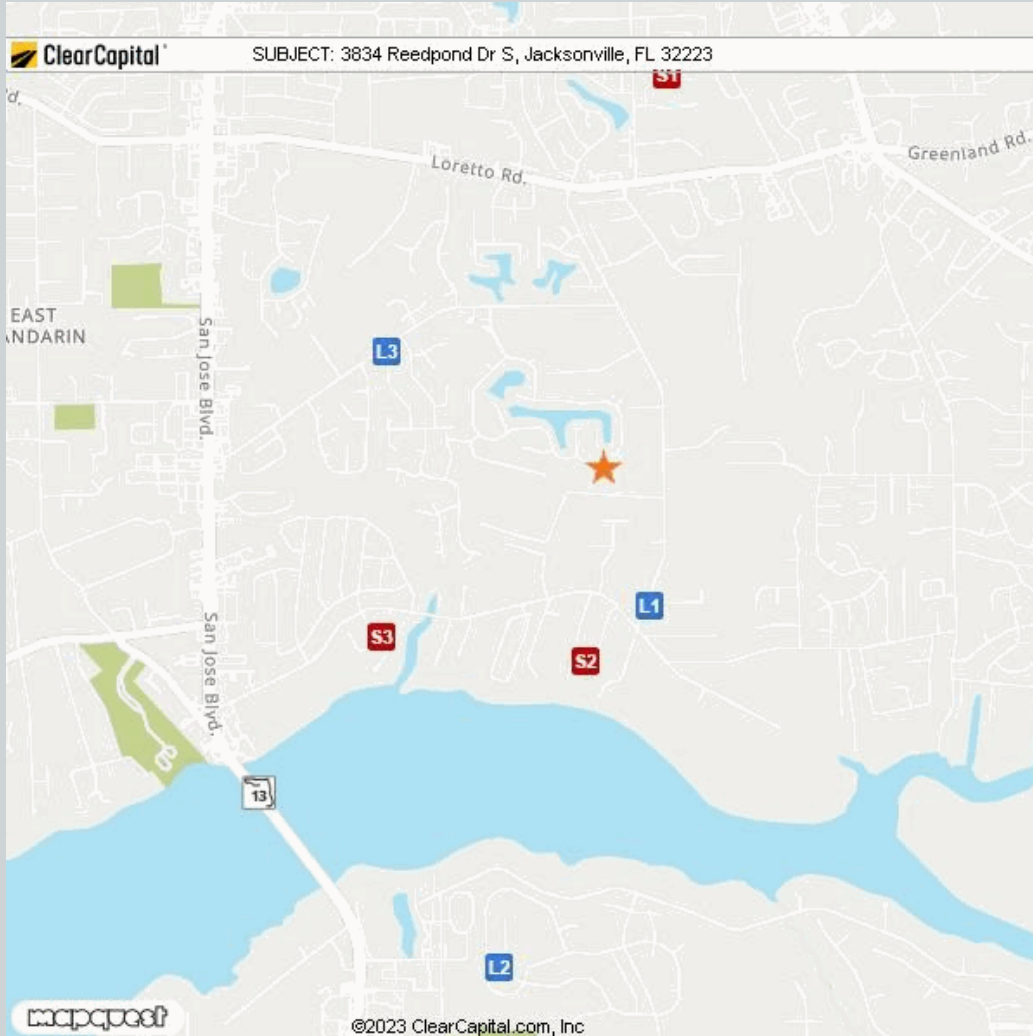 ClearCapital
SUBJECT: 3834 Reedpond Dr S, Jacksonville, FL 32223
S1
Loretto Rd.
Greenland Rd.
EAST
San Jose Blvd.
L3
L1
S3
S2
San Jose Blvd.
13
L2
mapquest
©2023 ClearCapital.com, Inc